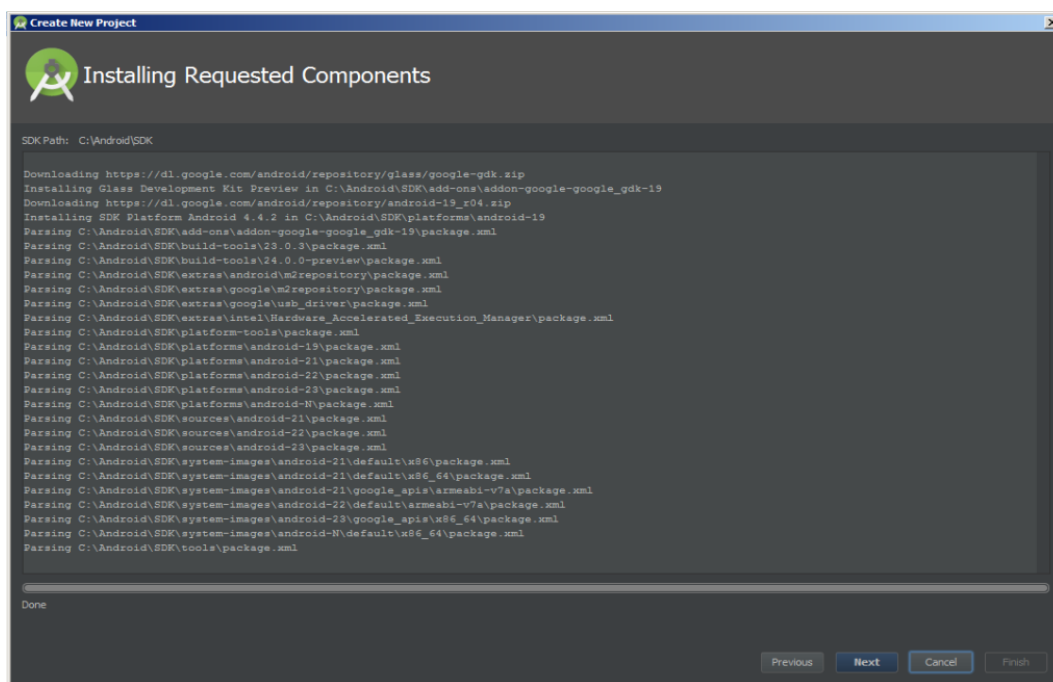 Create New Project
Installing Requested Components
SDK Path: C:\Android\SDK
Downloading https://dl.google.com/android/repository/glass/google-gdk.zip
Installing Glass Development Kit Preview in C:\Android\SDK\add-ons\addon-google-google_gdk-19
Downloading https://dl.google.com/android/repository/android-19_r04.zip
Installing SDK Platform Android 4.4.2 in C:\Android\SDK\platforms\android-19
Parsing C:\Android\SDK\add-ons\addon-google-google_gdk-19\package.xml
Parsing C:\Android\SDK\build-tools\23.0.3\package.xml
Parsing C:\Android\SDK\build-tools\24.0.0-preview\package.xml
Parsing C:\Android\SDK\extras\android\m2repository\package.xml
Parsing C:\Android\SDK\extras\google\m2repository\package.xml
Parsing C:\Android\SDK\extras\google\usb_driver\package.xml
Parsing C:\Android\SDK\extras\intel\Hardware_Accelerated_Execution_Manager\package.xml
Parsing C:\Android\SDK\platform-tools\package.xml
Parsing C:\Android\SDK\platforms\android-19\package.xml
Parsing C:\Android\SDK\platforms\android-21\package.xml
Parsing C:\Android\SDK\platforms\android-22\package.xml
Parsing C:\Android\SDK\platforms\android-23\package.xml
Parsing C:\Android\SDK\platforms\android-N\package.xml
Parsing C:\Android\SDK\sources\android-21\package.xml
Parsing C:\Android\SDK\sources\android-22\package.xml
Parsing C:\Android\SDK\sources\android-23\package.xml
Parsing C:\Android\SDK\system-images\android-21\default\x86\package.xml
Parsing C:\Android\SDK\system-images\android-21\default\x86_64\package.xml
Parsing C:\Android\SDK\system-images\android-21\google_apis\armeabi-v7a\package.xml
Parsing C:\Android\SDK\system-images\android-22\default\armeabi-v7a\package.xml
Parsing C:\Android\SDK\system-images\android-23\google_apis\x86_64\package.xml
Parsing C:\Android\SDK\system-images\android-N\default\x86_64\package.xml
Parsing C:\Android\SDK\tools\package.xml
Done
Previous Next Cancel Finish